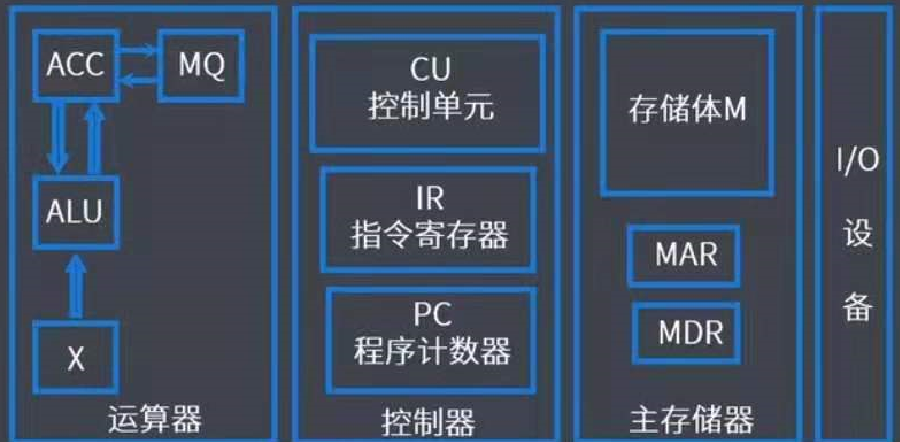 ACC
MQ
ALU
X
运算器
CU
控制单元
IR
指令寄存器
PC
程序计数器
控制器
存储体M
MAR
MDR
主存储器
I/O
设
备